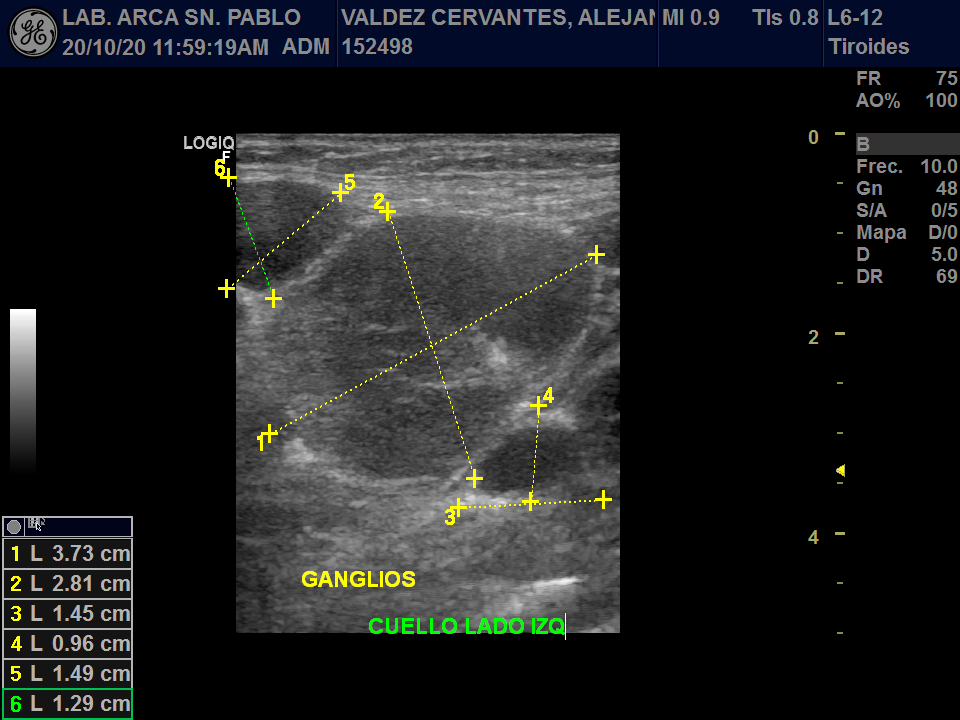 LAB. ARCA SN. PABLO
20/10/20 11:59:19AM ADM
VALDEZ CERVANTES, ALEJAN
152498
MI 0.9 TIs 0.8
L6-12
Tiroides
FR 75
AO% 100
B
Frec. 10.0
Gn 48
S/A 0/5
Mapa D/0
D 5.0
DR 69
LOGIQ
F
6
5
2
4
1
3
0
2
4
GANGLIOS
CUELLO LADO IZQ
1 L 3.73 cm
2 L 2.81 cm
3 L 1.45 cm
4 L 0.96 cm
5 L 1.49 cm
6 L 1.29 cm